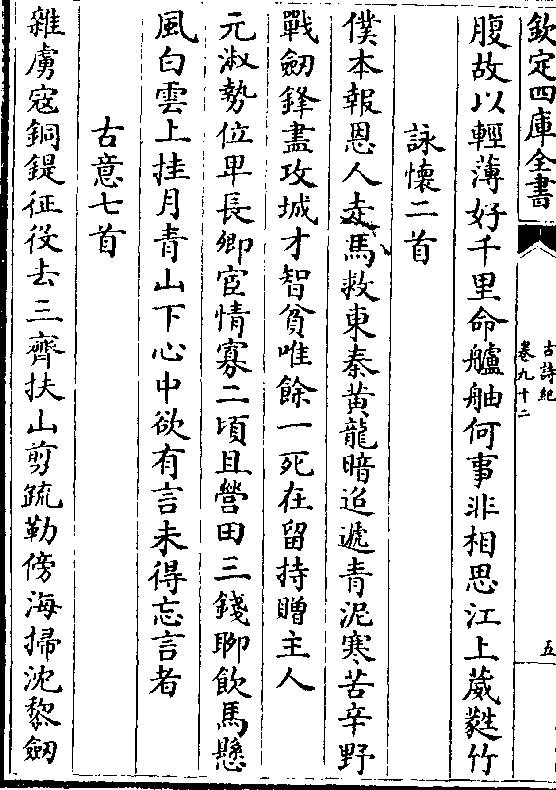 欽定四庫全書
古詩紀
卷九十二
五
腹故以輕薄好千里命艫舳何事非相思江上葳蕤竹
詠懷二首
僕本報恩人走馬救東秦黄龍暗迢遞青泥寒苦辛野
戰劒鋒盡攻城才智貧唯餘一死在留持贈主人
元淑勢位卑長卿宦情寡二頃且營田三錢聊飲馬懸
風白雲上挂月青山下心中欲有言未得忘言者
古意七首
雜虜寇銅鍉征役去三齊扶山剪疏勒傍海掃沈黎劒